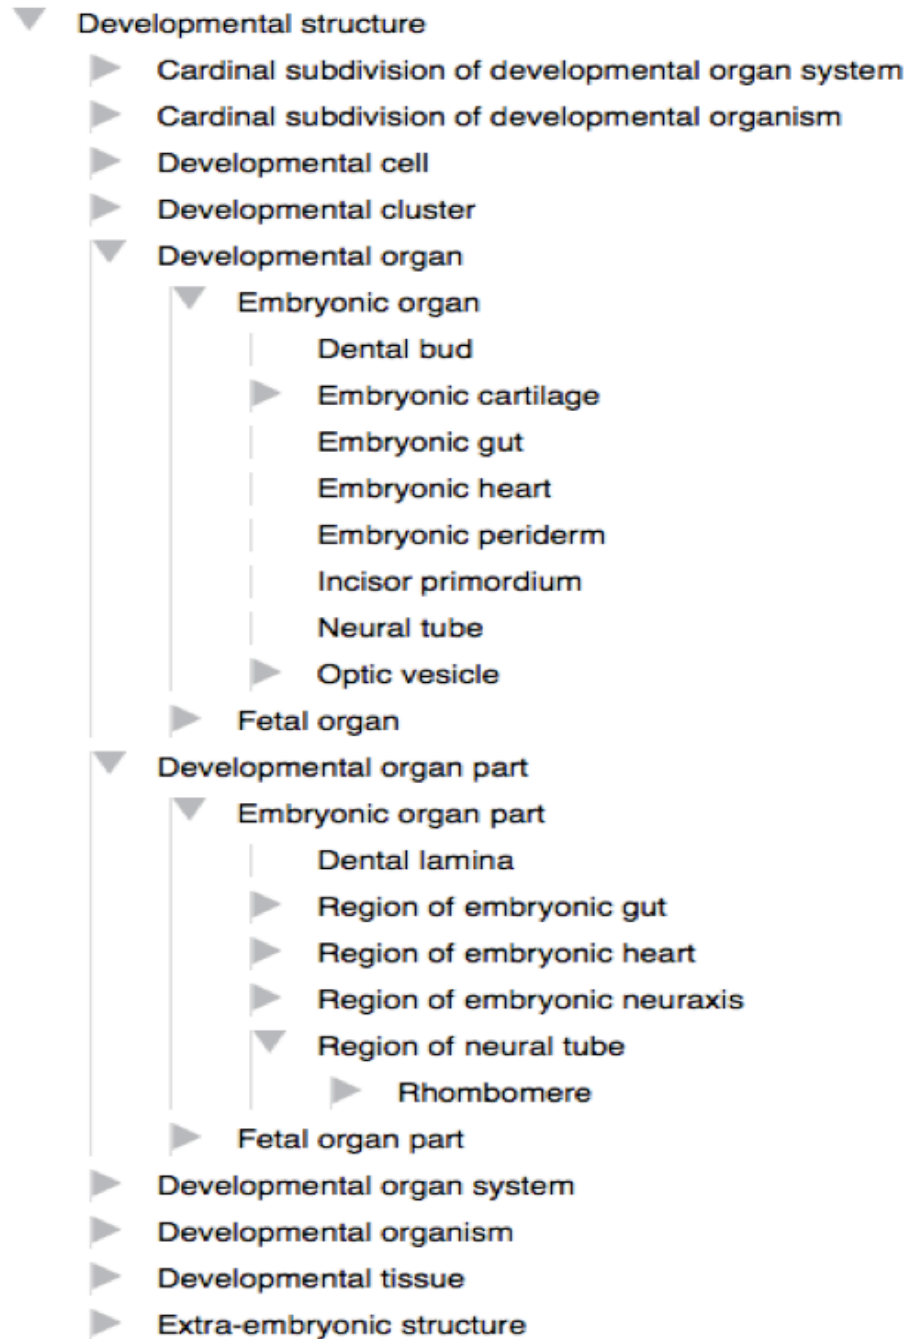 Developmental structure
Cardinal subdivision of developmental organ system
Cardinal subdivision of developmental organism
Developmental cell
Developmental cluster
Developmental organ
Embryonic organ
Dental bud
Embryonic cartilage
Embryonic gut
Embryonic heart
Embryonic periderm
Incisor primordium
Neural tube
Optic vesicle
Fetal organ
Developmental organ part
Embryonic organ part
Dental lamina
Region of embryonic gut
Region of embryonic heart
Region of embryonic neuraxis
Region of neural tube
Rhombomere
Fetal organ part
Developmental organ system
Developmental organism
Developmental tissue
Extra-embryonic structure